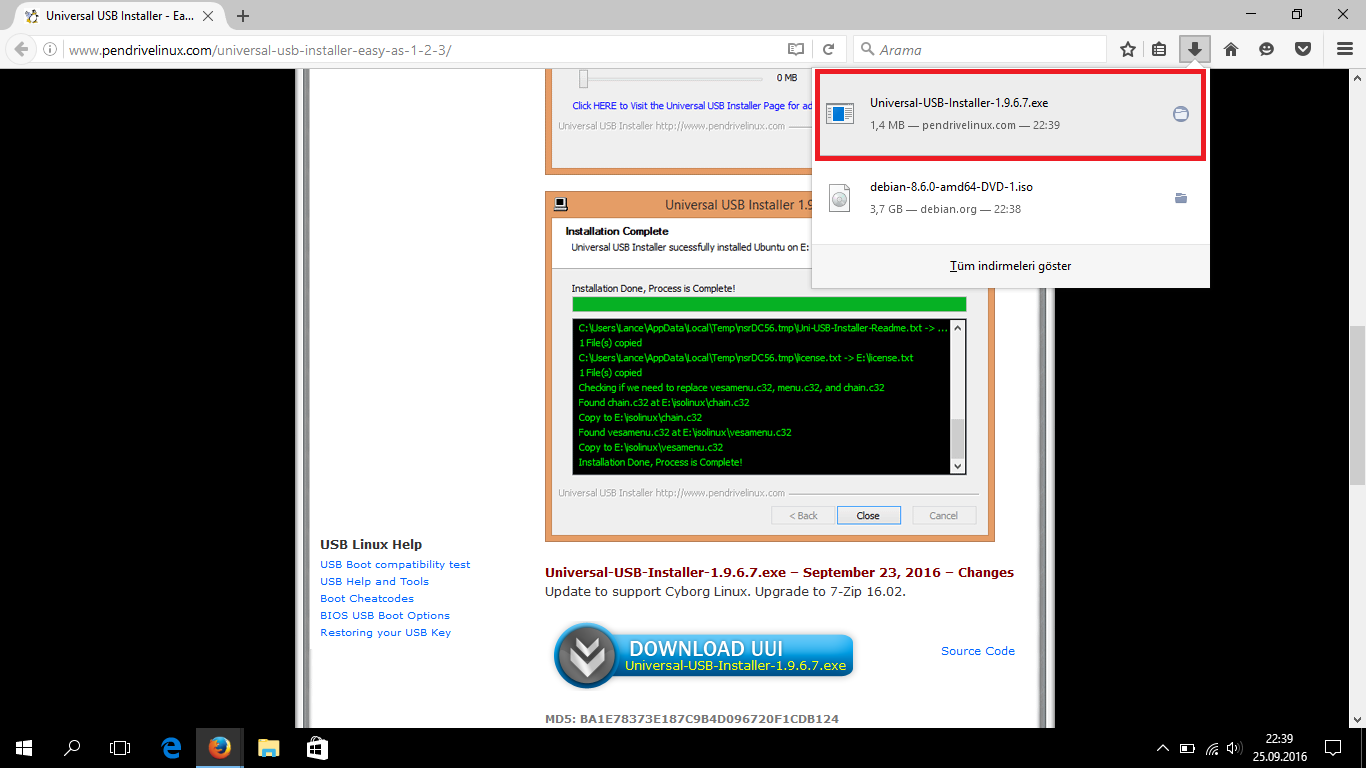 Universal USB Installer - Ea...
www.pendrivelinux.com/universal-usb-installer-easy-as-1-2-3/
Arama
0 MB
Click HERE to Visit the Universal USB Installer Page for ad
Universal USB Installer http://www.pendrivelinux.com
Universal-USB-Installer-1.9.6.7.exe
1,4 MB — pendrivelinux.com — 22:39
debian-8.6.0-amd64-DVD-1.iso
3,7 GB — debian.org — 22:38
Tüm indirmeleri göster
Universal USB Installer 1.9
Installation Complete
Universal USB Installer sucessfully installed Ubuntu on E:
Installation Done, Process is Complete!
C:\Users\Lance\AppData\Local\Temp\nsrDC56.tmp\Uni-USB-Installer-Readme.txt -> ...
1 File(s) copied
C:\Users\Lance\AppData\Local\Temp\nsrDC56.tmp\license.txt -> E:\license.txt
1 File(s) copied
Checking if we need to replace vesamenu.c32, menu.c32, and chain.c32
Found chain.c32 at E:\isolinux\chain.c32
Copy to E:\isolinux\chain.c32
Found vesamenu.c32 at E:\isolinux\vesamenu.c32
Copy to E:\isolinux\vesamenu.c32
Installation Done, Process is Complete!
Universal USB Installer http://www.pendrivelinux.com
< Back
Close
Cancel
USB Linux Help
USB Boot compatibility test
USB Help and Tools
Boot Cheatcodes
BIOS USB Boot Options
Restoring your USB Key
Universal-USB-Installer-1.9.6.7.exe – September 23, 2016 – Changes
Update to support Cyborg Linux. Upgrade to 7-Zip 16.02.
DOWNLOAD UUI
Universal-USB-Installer-1.9.6.7.exe
Source Code
MD5: BA1E78373E187C9B4D096720F1CDB124
22:39
25.09.2016